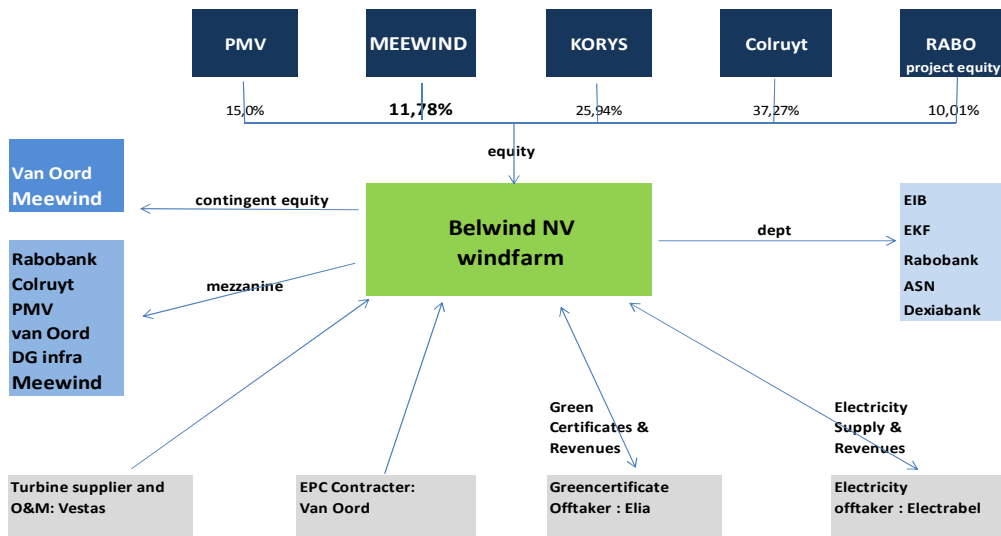 PMV
MEEWIND
KORYS
Colruyt
RABO
project equity
15,0%
11,78%
25,94%
37,27%
10,01%
equity
Van Oord
Meewind
contingent equity
Belwind NV
windfarm
dept
EIB
EKF
Rabobank
ASN
Dexiabank
Rabobank
Colruyt
PMV
van Oord
DG infra
Meewind
mezzanine
Green
Certificates &
Revenues
Electricity
Supply &
Revenues
Turbine supplier and
O&M: Vestas
EPC Contracter:
Van Oord
Greencertificate
Offtaker : Elia
Electricity
offtaker : Electrabel